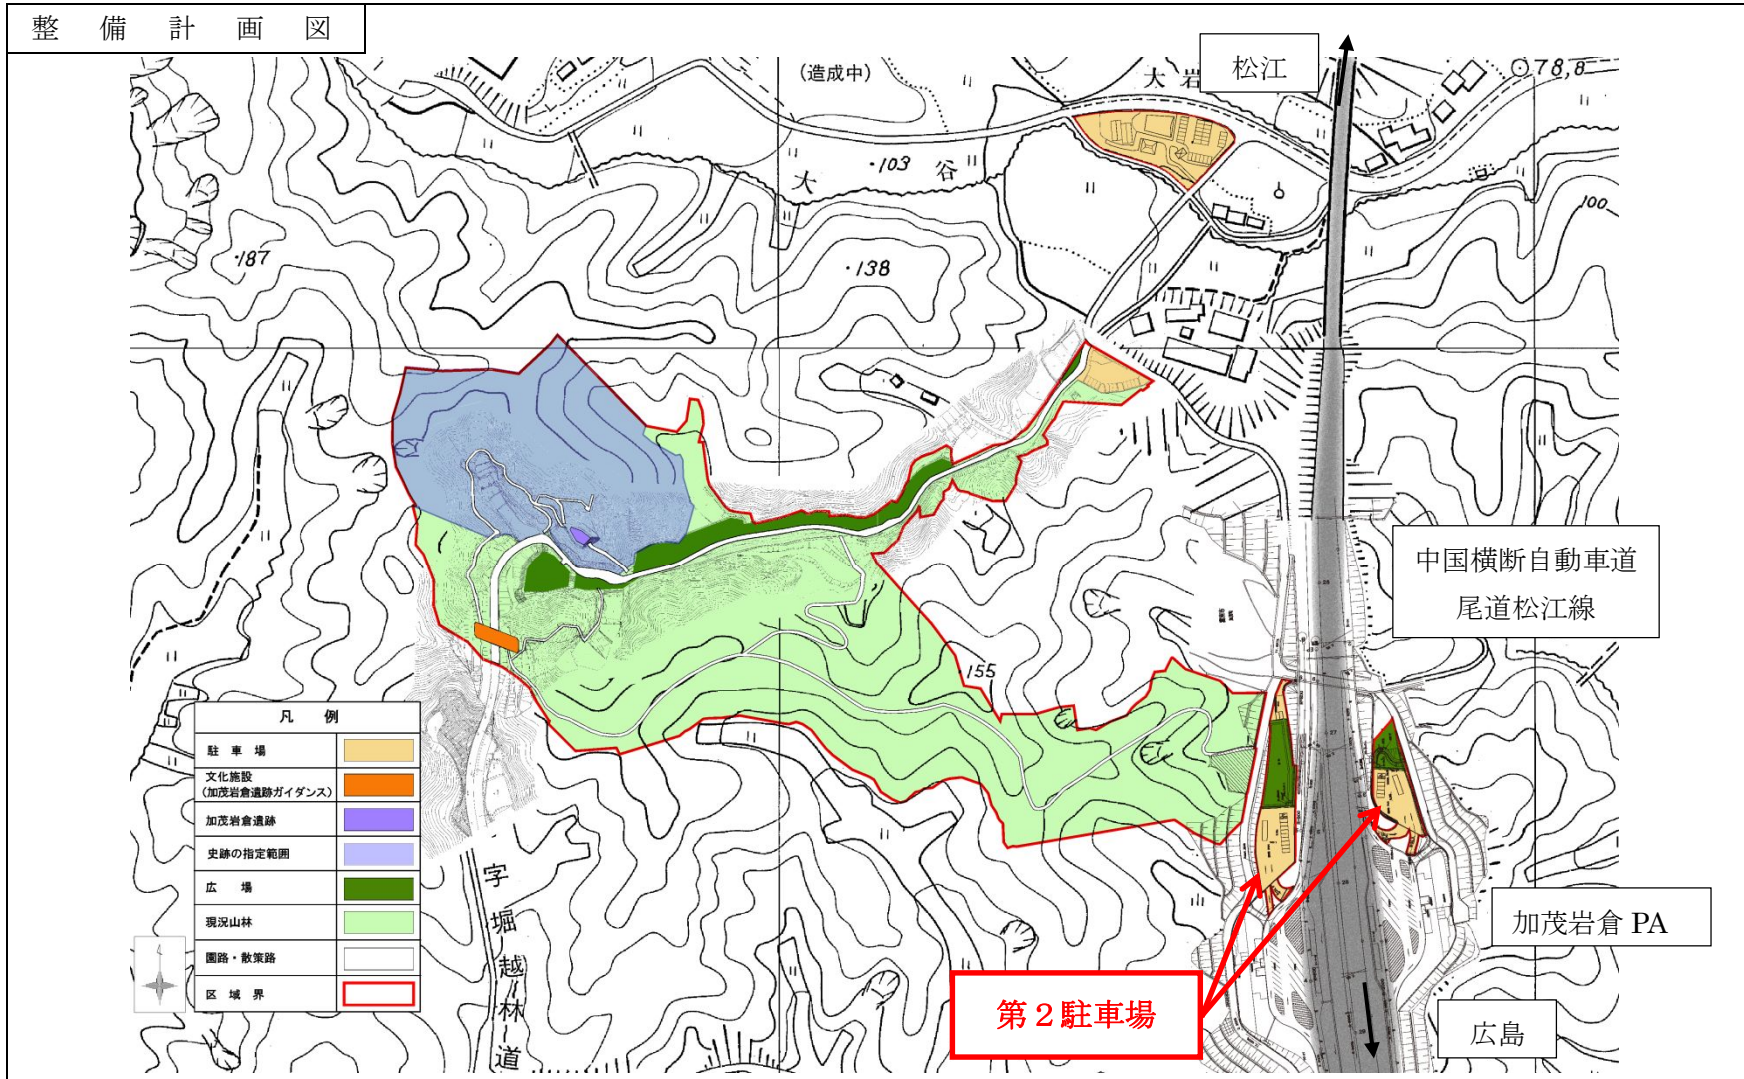 整備計画図
松江
(造成中)
大岩
78,8
・103
大谷
100
・187
・138
中国横断自動車道
尾道松江線
155
凡例
駐車場
文化施設
(加茂岩倉遺跡ガイダンス)
加茂岩倉遺跡
史跡の指定範囲
広場
現況山林
園路・散策路
区域界
字堀越林道
加茂岩倉 PA
第２駐車場
広島